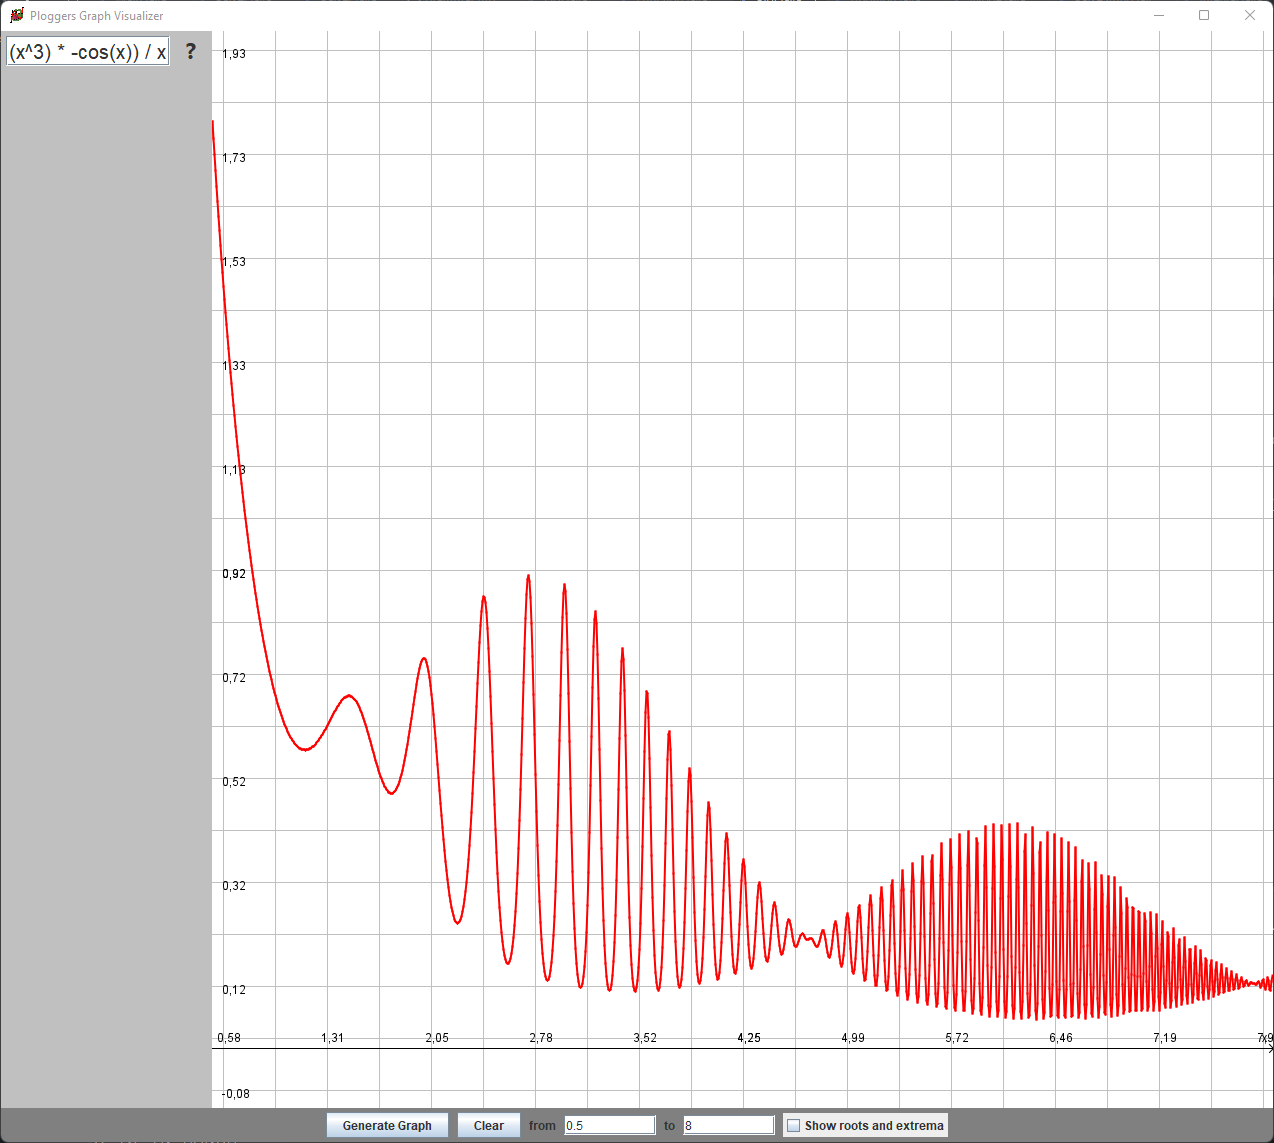 Ploggers Graph Visualizer
(x^3) * -cos(x)) / x ?
1,93
1,73
1,53
1,33
1,13
0,92
0,72
0,52
0,32
0,12
0,58 1,31 2,05 2,78 3,52 4,25 4,99 5,72 6,46 7,19
-0,08
Generate Graph Clear from 0.5 to 8 Show roots and extrema